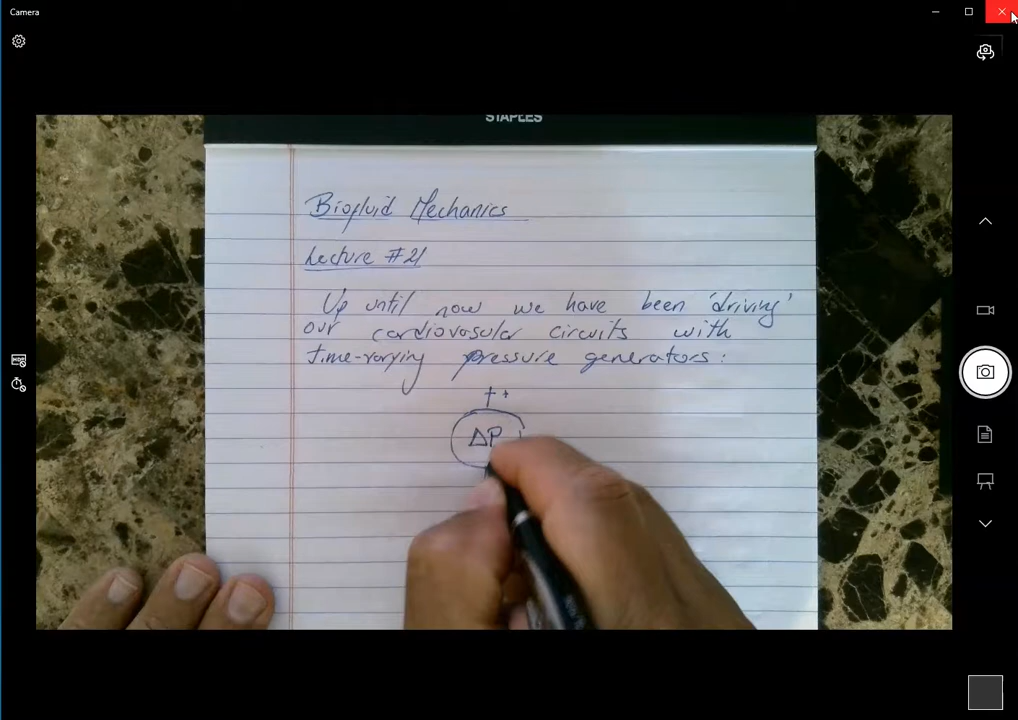 Camera
STAPLES
Biofluid Mechanics
Lecture #21
Up until now we have been 'driving'
our cardiovasular circuits with
time-varying pressure generators:
+
ΔP